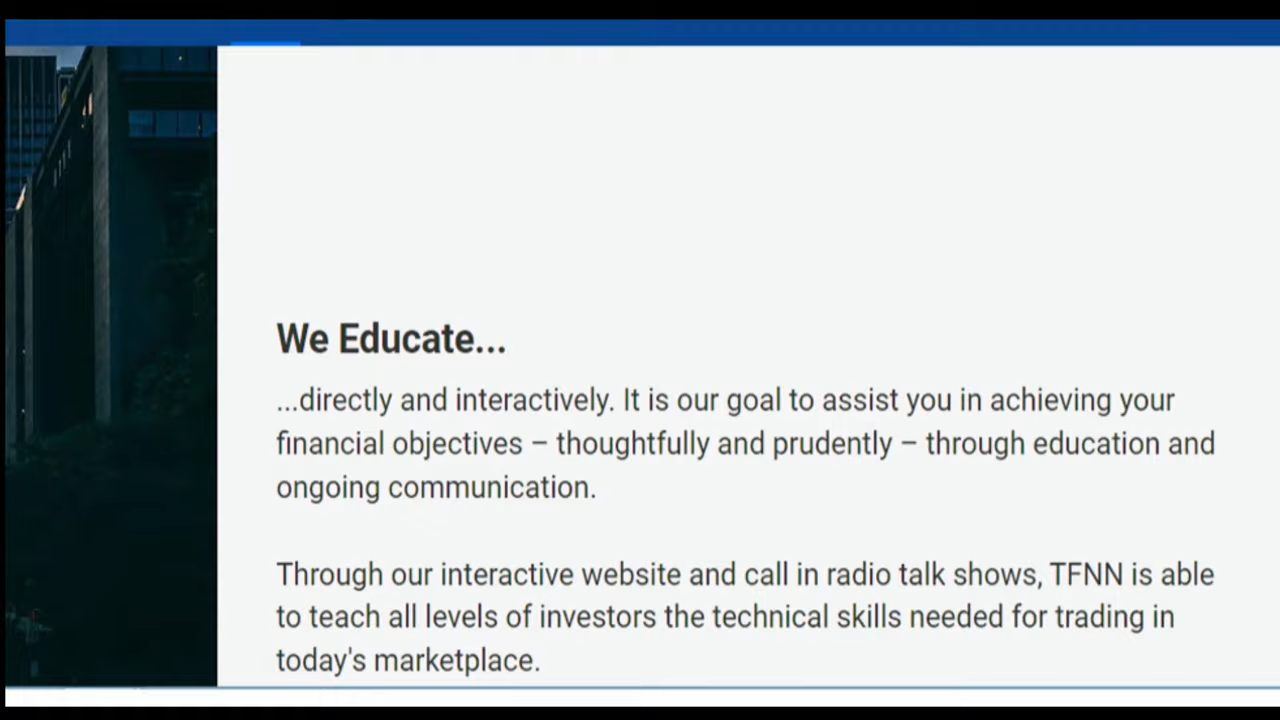 We Educate...
...directly and interactively. It is our goal to assist you in achieving your
financial objectives – thoughtfully and prudently – through education and
ongoing communication.
Through our interactive website and call in radio talk shows, TFNN is able
to teach all levels of investors the technical skills needed for trading in
today's marketplace.